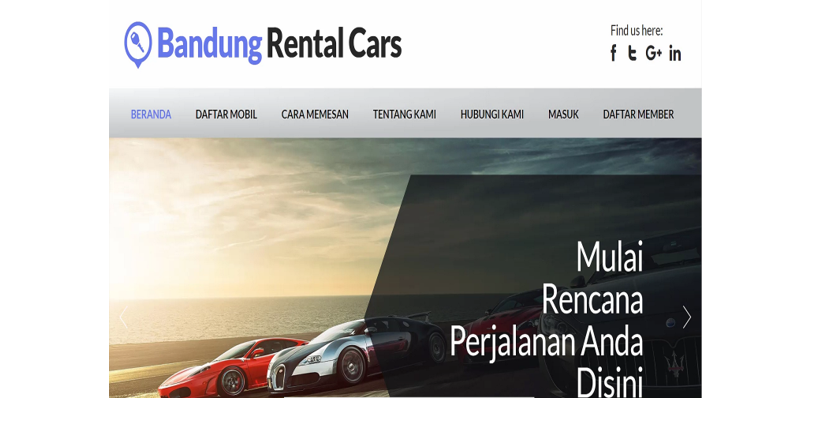 Bandung Rental Cars
Find us here:
f t G+ in
BERANDA DAFTAR MOBIL CARA MEMESAN TENTANG KAMI HUBUNGI KAMI MASUK DAFTAR MEMBER
Mulai
Rencana
Perjalanan Anda
Disini